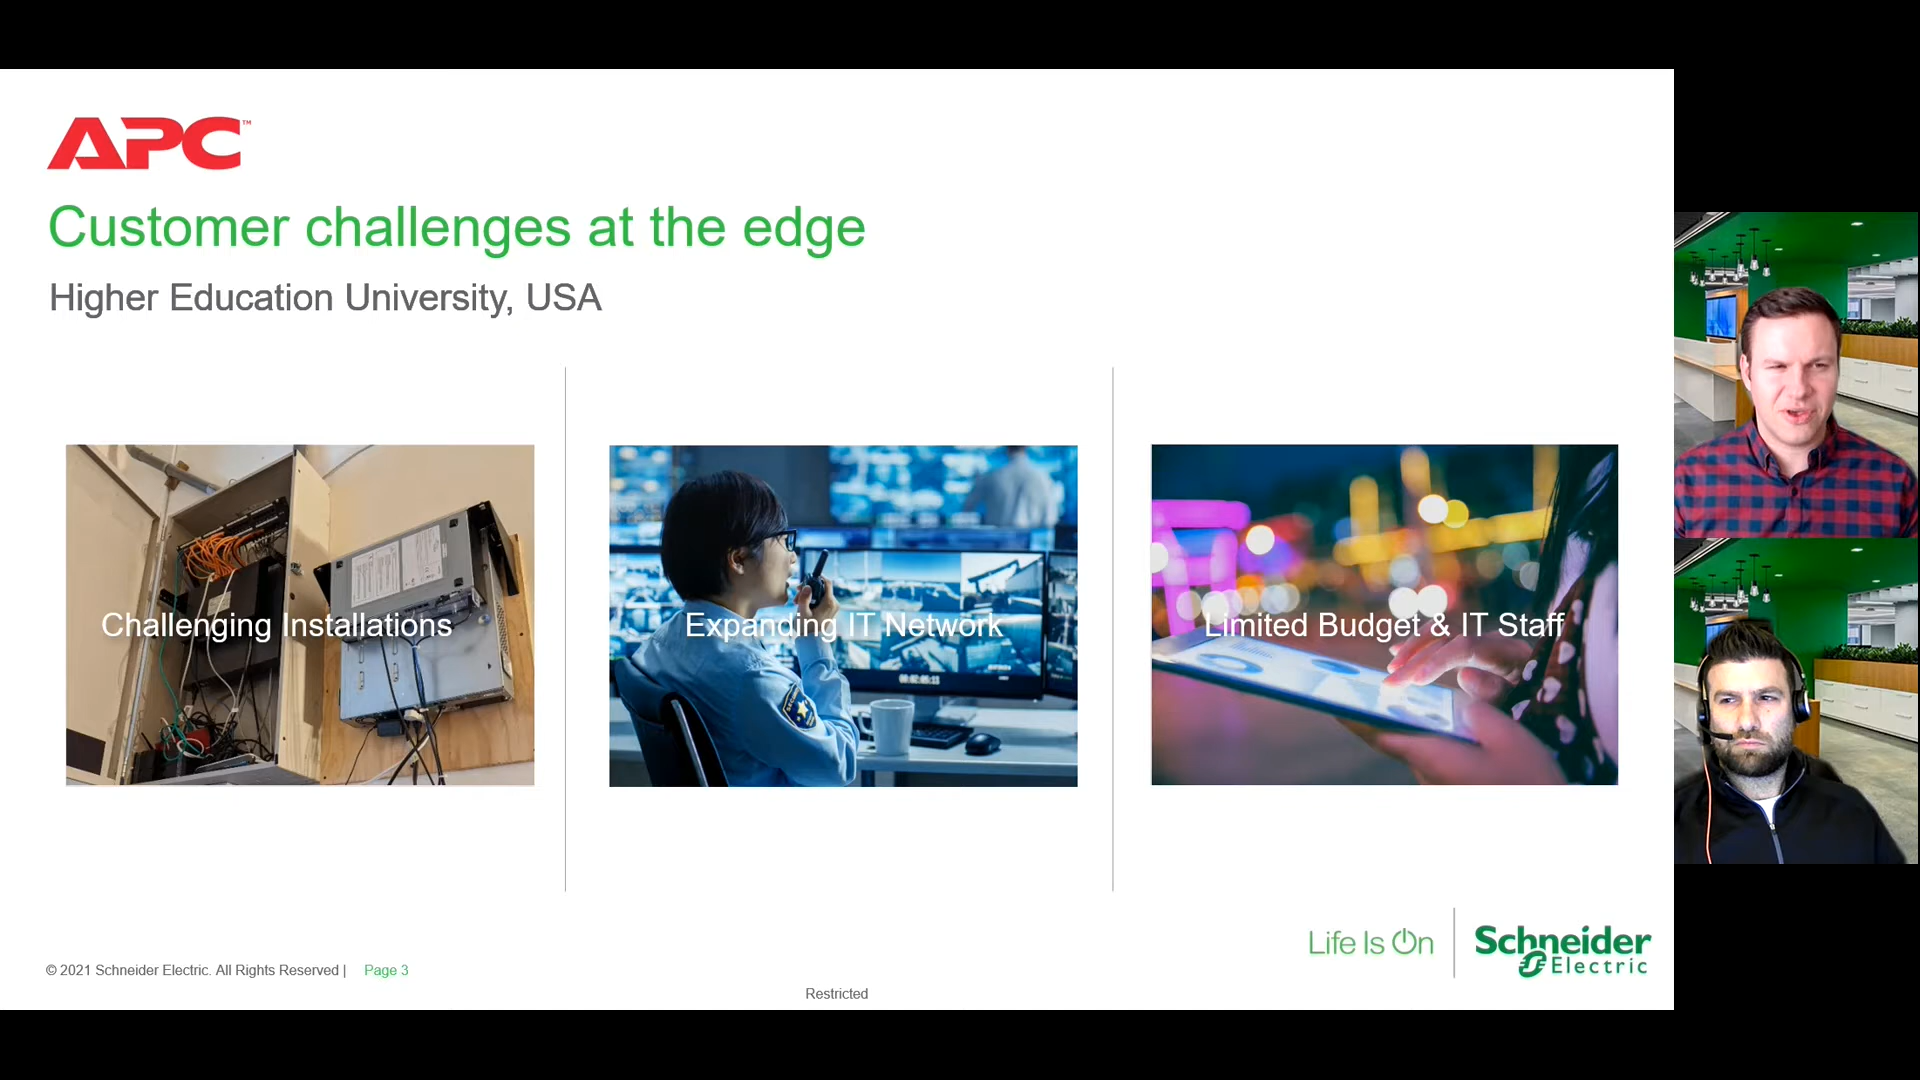 APC™
Customer challenges at the edge
Higher Education University, USA
Challenging Installations
Expanding IT Network
Limited Budget & IT Staff
Life Is On
Schneider
Electric
© 2021 Schneider Electric. All Rights Reserved |
Page 3
Restricted